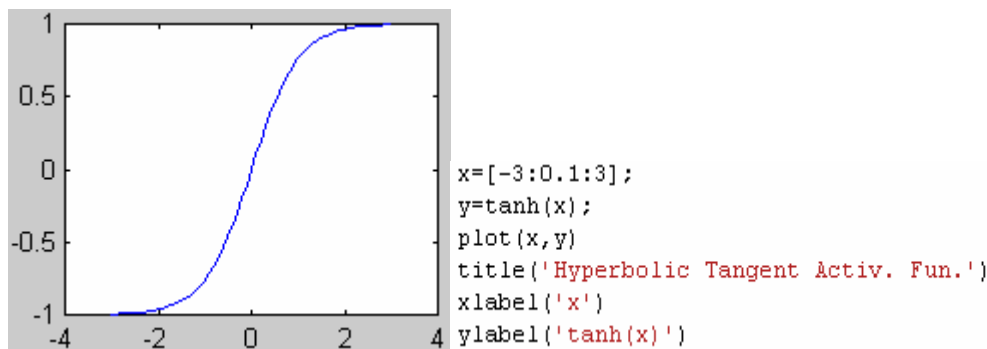 1
0.5
0
-0.5
-1
-4 -2 0 2 4
x=[-3:0.1:3];
y=tanh(x);
plot(x,y)
title('Hyperbolic Tangent Activ. Fun.')
xlabel('x')
ylabel('tanh(x)')